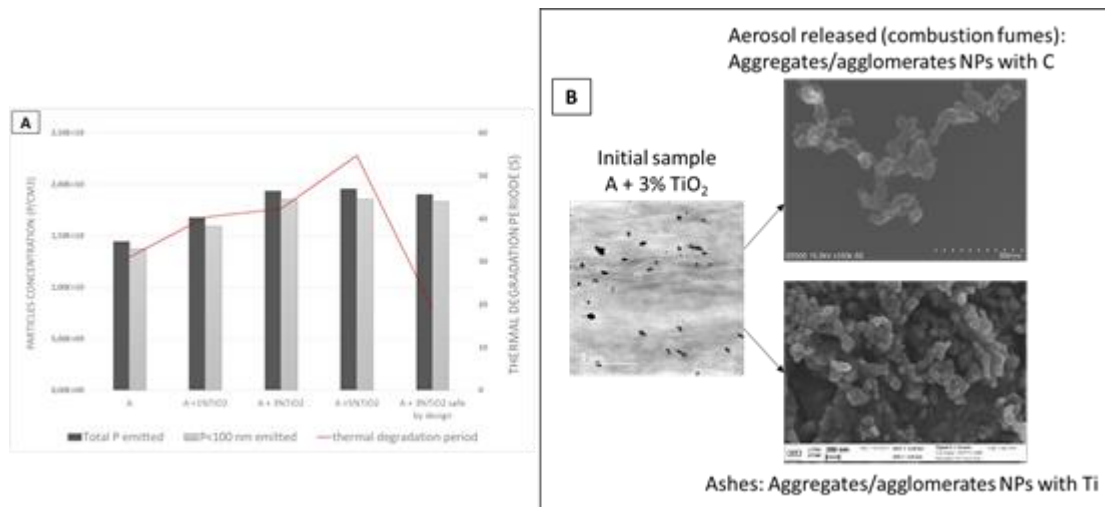 A
PARTICLES CONCENTRATION (P/CM3)
THERMAL DEGRADATION PERIODE (S)
60
50
40
30
20
10
0
A
A +1%TiO2
A + 3%TiO2
A +5%TiO2
A + 3%TiO2 safe
by design
Total P emitted
P<100 nm emitted
thermal degradation period
B
Initial sample
A + 3% TiO₂
Aerosol released (combustion fumes):
Aggregates/agglomerates NPs with C
Ashes: Aggregates/agglomerates NPs with Ti